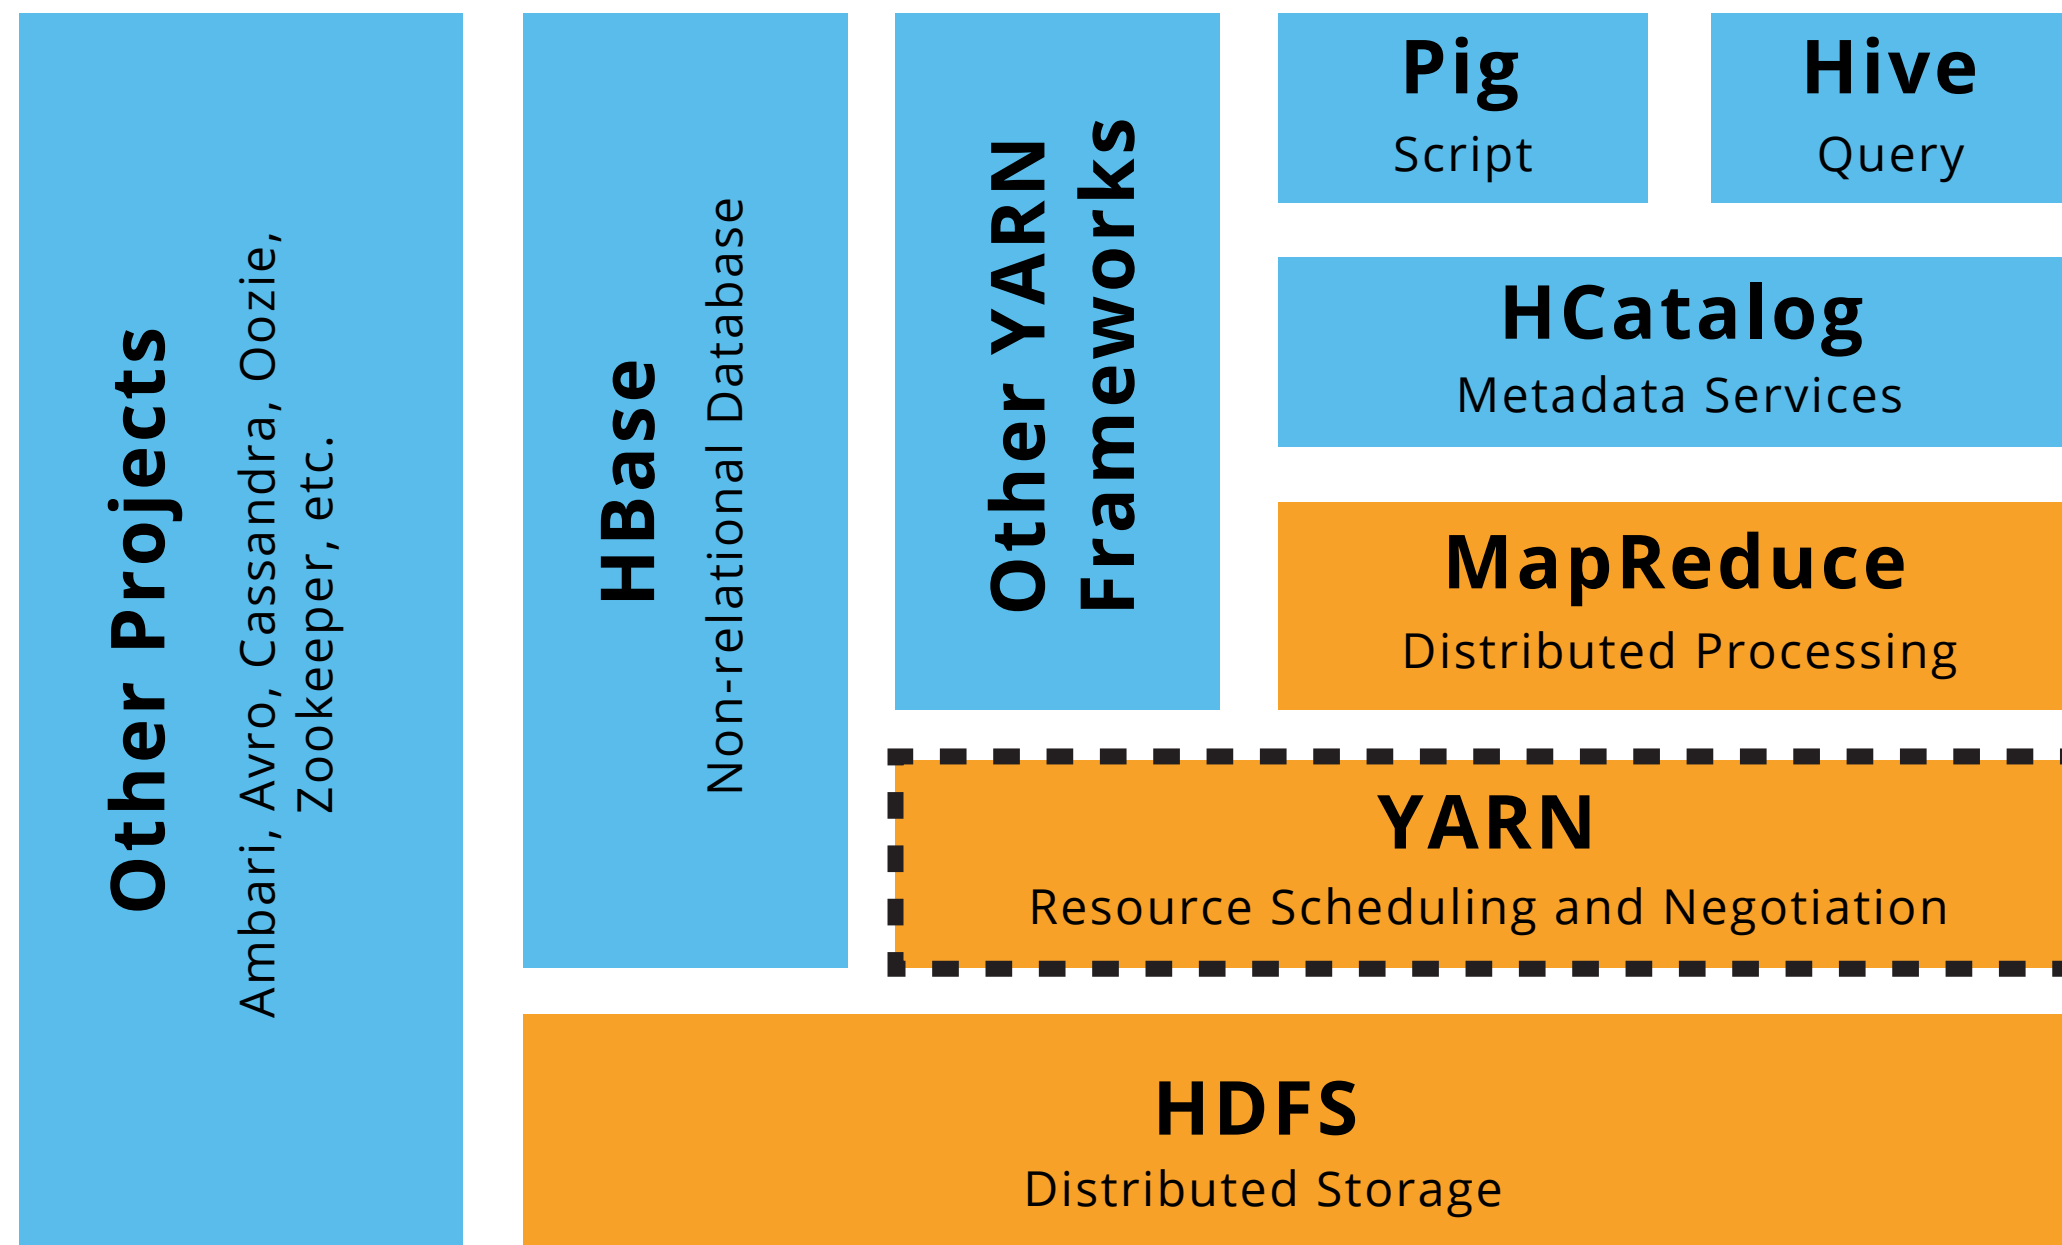 Other Projects
Ambari, Avro, Cassandra, Oozie,
Zookeeper, etc.
HBase
Non-relational Database
Other YARN
Frameworks
Pig
Script
Hive
Query
HCatalog
Metadata Services
MapReduce
Distributed Processing
YARN
Resource Scheduling and Negotiation
HDFS
Distributed Storage